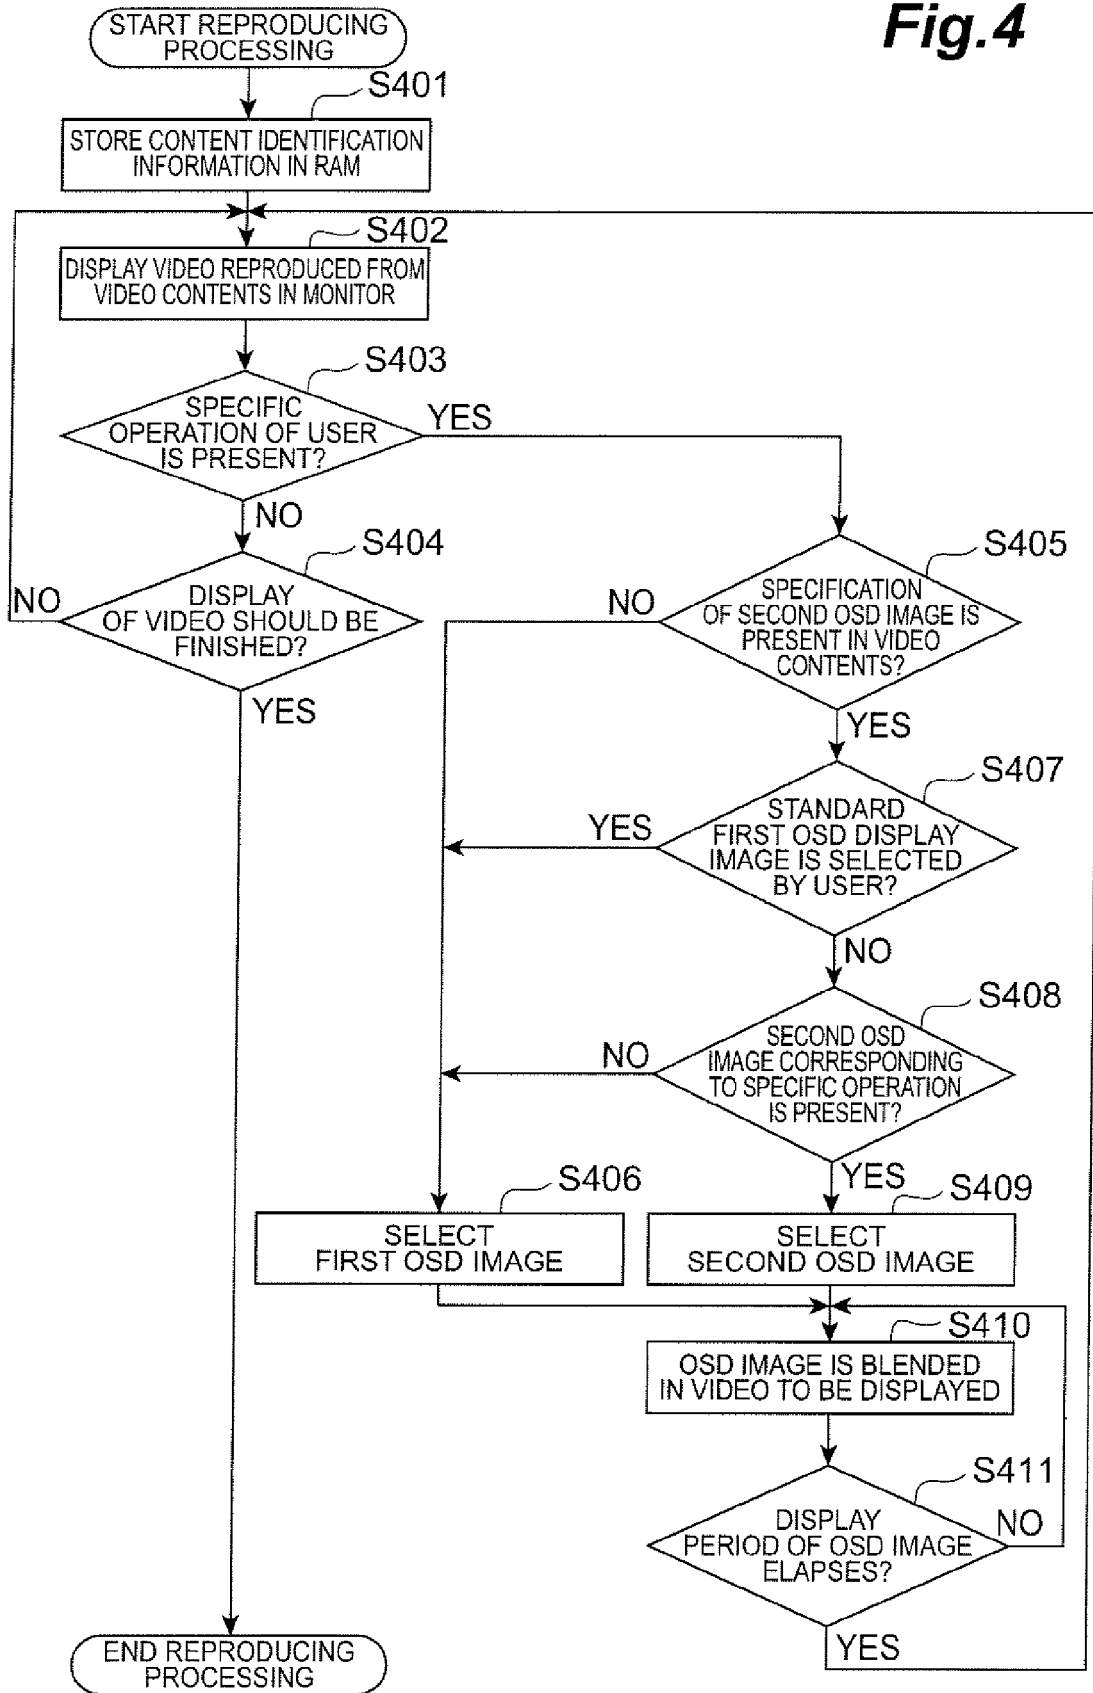 Fig.4
START REPRODUCING
PROCESSING
S401
STORE CONTENT IDENTIFICATION
INFORMATION IN RAM
S402
DISPLAY VIDEO REPRODUCED FROM
VIDEO CONTENTS IN MONITOR
S403
SPECIFIC
OPERATION OF USER
IS PRESENT?
YES
NO
S404
DISPLAY
OF VIDEO SHOULD BE
FINISHED?
NO
YES
S405
SPECIFICATION
OF SECOND OSD IMAGE IS
PRESENT IN VIDEO
CONTENTS?
NO
YES
S407
STANDARD
FIRST OSD DISPLAY
IMAGE IS SELECTED
BY USER?
YES
NO
S408
SECOND OSD
IMAGE CORRESPONDING
TO SPECIFIC OPERATION
IS PRESENT?
NO
YES
S406
SELECT
FIRST OSD IMAGE
S409
SELECT
SECOND OSD IMAGE
S410
OSD IMAGE IS BLENDED
IN VIDEO TO BE DISPLAYED
S411
DISPLAY
PERIOD OF OSD IMAGE
ELAPSES?
NO
YES
END REPRODUCING
PROCESSING